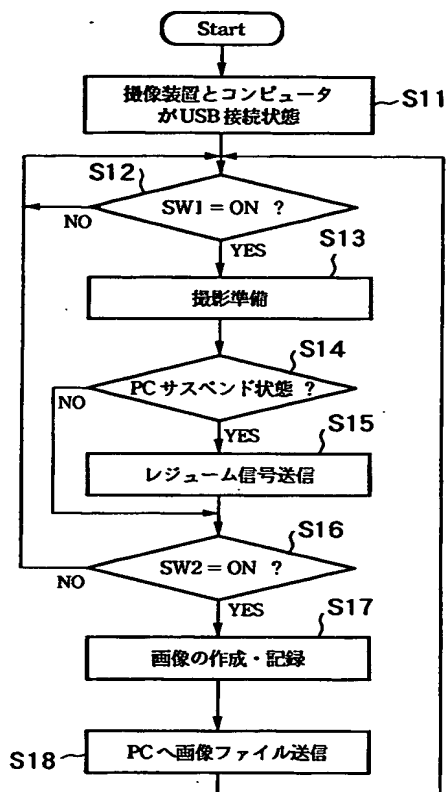 Start
撮像装置とコンピュータ
がUSB接続状態
S11
S12
SW1=ON ?
NO
YES
S13
撮影準備
S14
PCサスペンド状態 ?
NO
YES
S15
レジューム信号送信
S16
SW2=ON ?
NO
YES
S17
画像の作成・記録
PCへ画像ファイル送信
S18